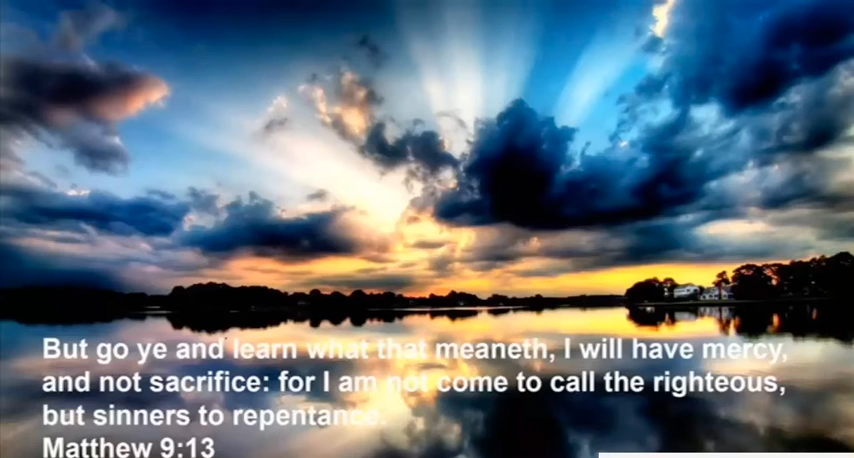 But go ye and learn what that meaneth, I will have mercy,
and not sacrifice: for I am not come to call the righteous,
but sinners to repentance.
Matthew 9:13